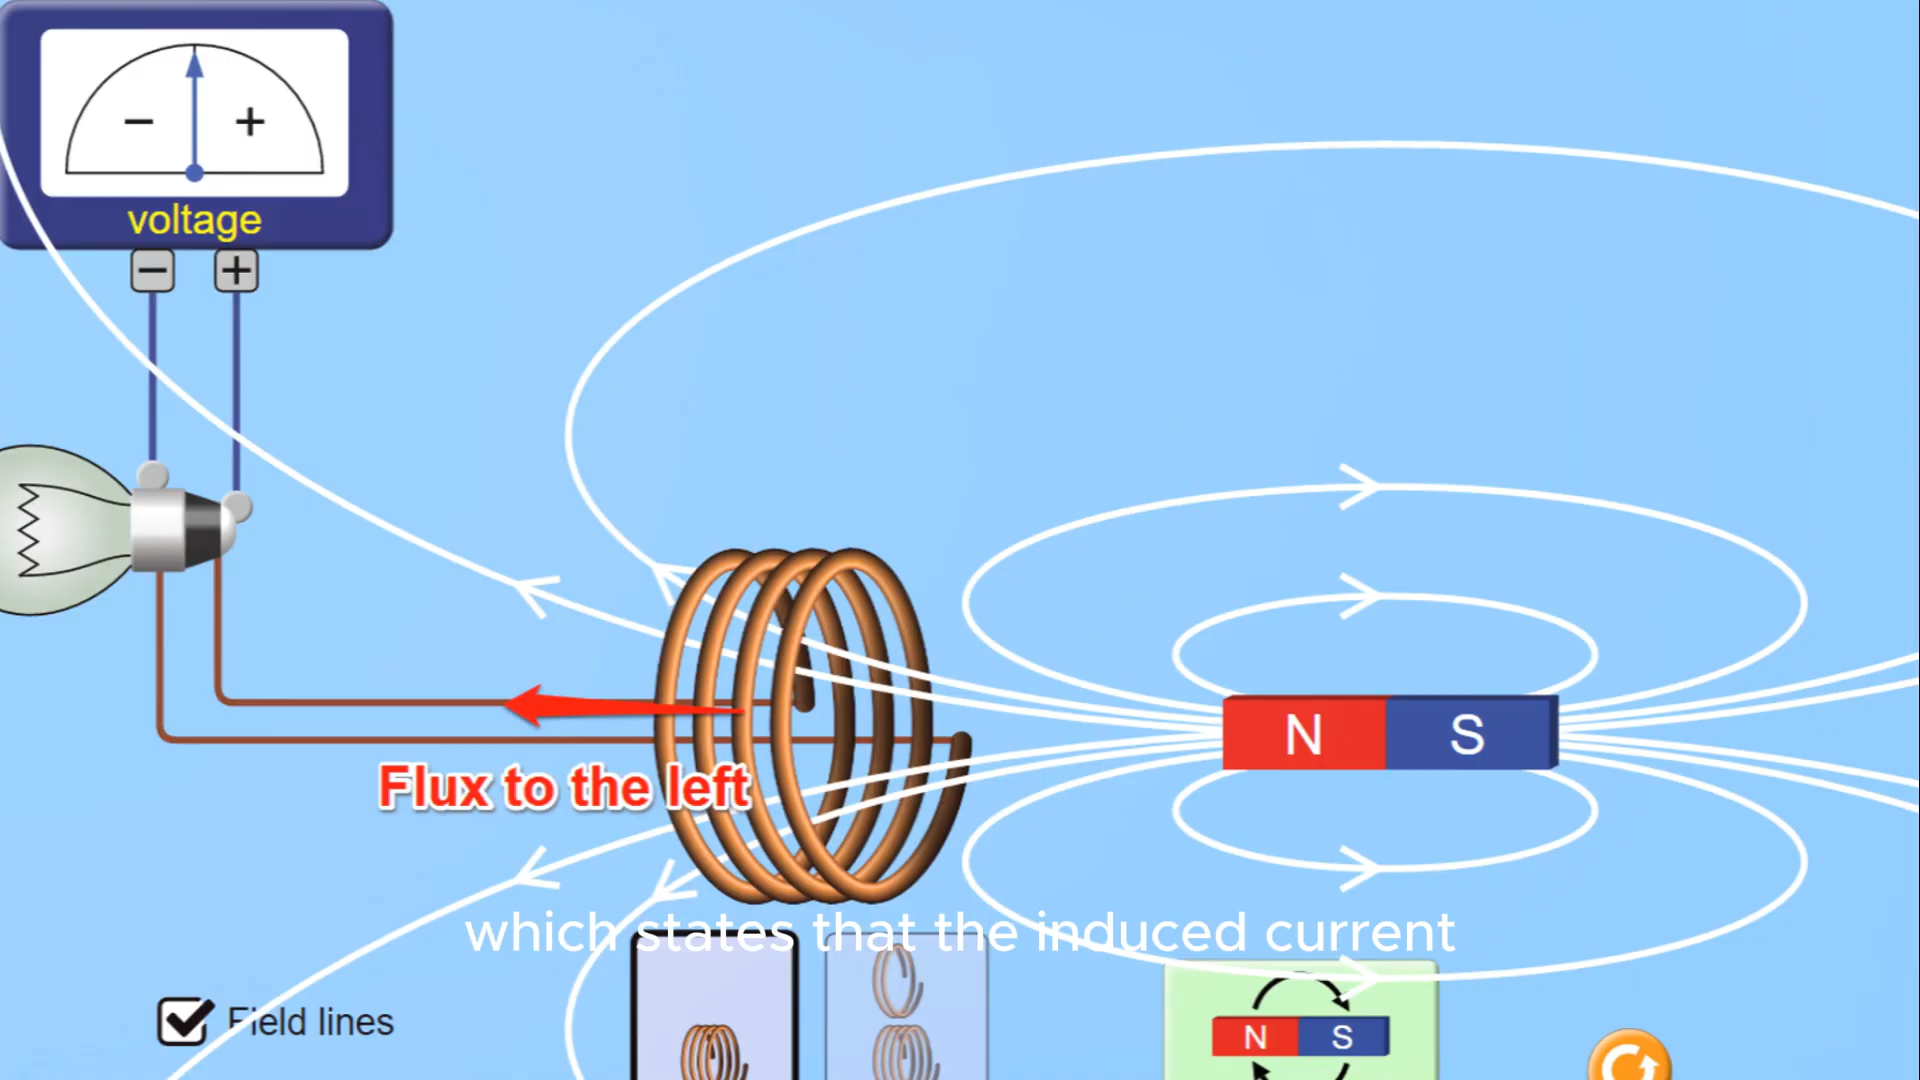 − +
voltage
− +
N S
Flux to the left
which states that the induced current
Field lines
N S